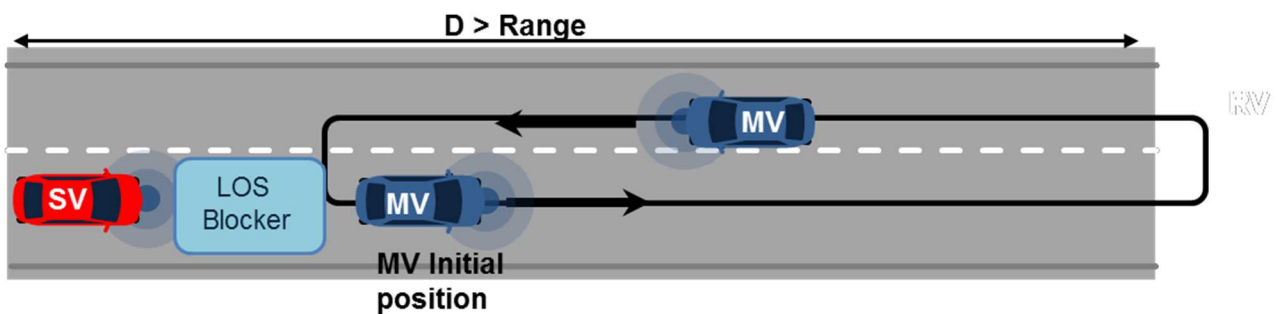 D > Range
MV
RV
SV
LOS
Blocker
MV
MV Initial
position